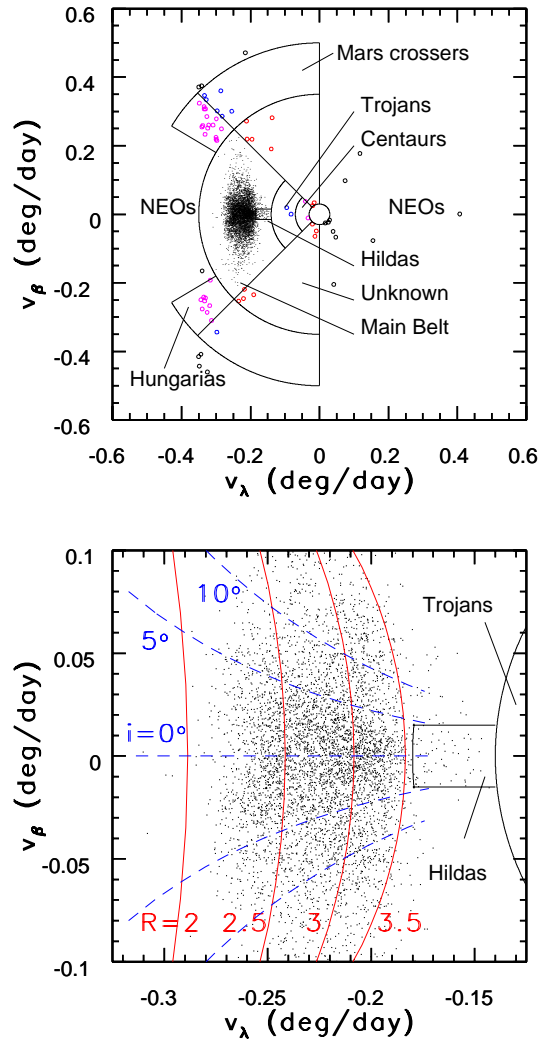 0.6
0.4
0.2
0
-0.2
-0.4
-0.6
v_β (deg/day)
Mars crossers
Trojans
Centaurs
NEOs
NEOs
Hildas
Unknown
Main Belt
Hungarias
-0.6 -0.4 -0.2 0 0.2 0.4 0.6
v_λ (deg/day)
0.1
0.05
0
-0.05
-0.1
v_β (deg/day)
10°
5°
i=0°
Trojans
Hildas
R=2 2.5 3 3.5
-0.3 -0.25 -0.2 -0.15
v_λ (deg/day)